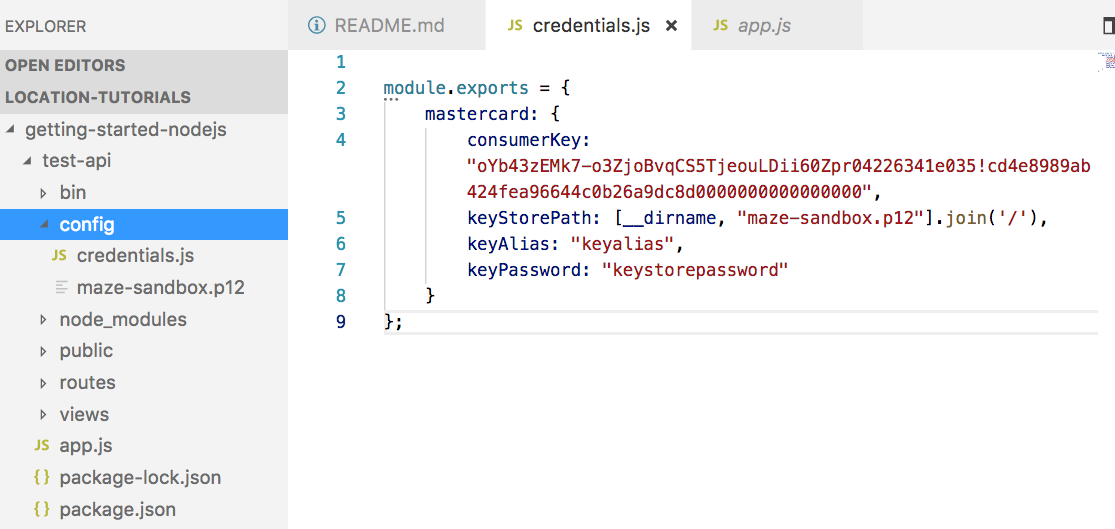 EXPLORER
OPEN EDITORS
LOCATION-TUTORIALS
getting-started-nodejs
test-api
bin
config
JS credentials.js
maze-sandbox.p12
node_modules
public
routes
views
JS app.js
{} package-lock.json
{} package.json
README.md
JS credentials.js ×
JS app.js
1
2 module.exports = {
3 mastercard: {
4 consumerKey:
"oYb43zEMk7-o3ZjoBvqCS5TjeouLDii60Zpr04226341e035!cd4e8989ab
424fea96644c0b26a9dc8d0000000000000000",
5 keyStorePath: [__dirname, "maze-sandbox.p12"].join('/'),
6 keyAlias: "keyalias",
7 keyPassword: "keystorepassword"
8 }
9 };